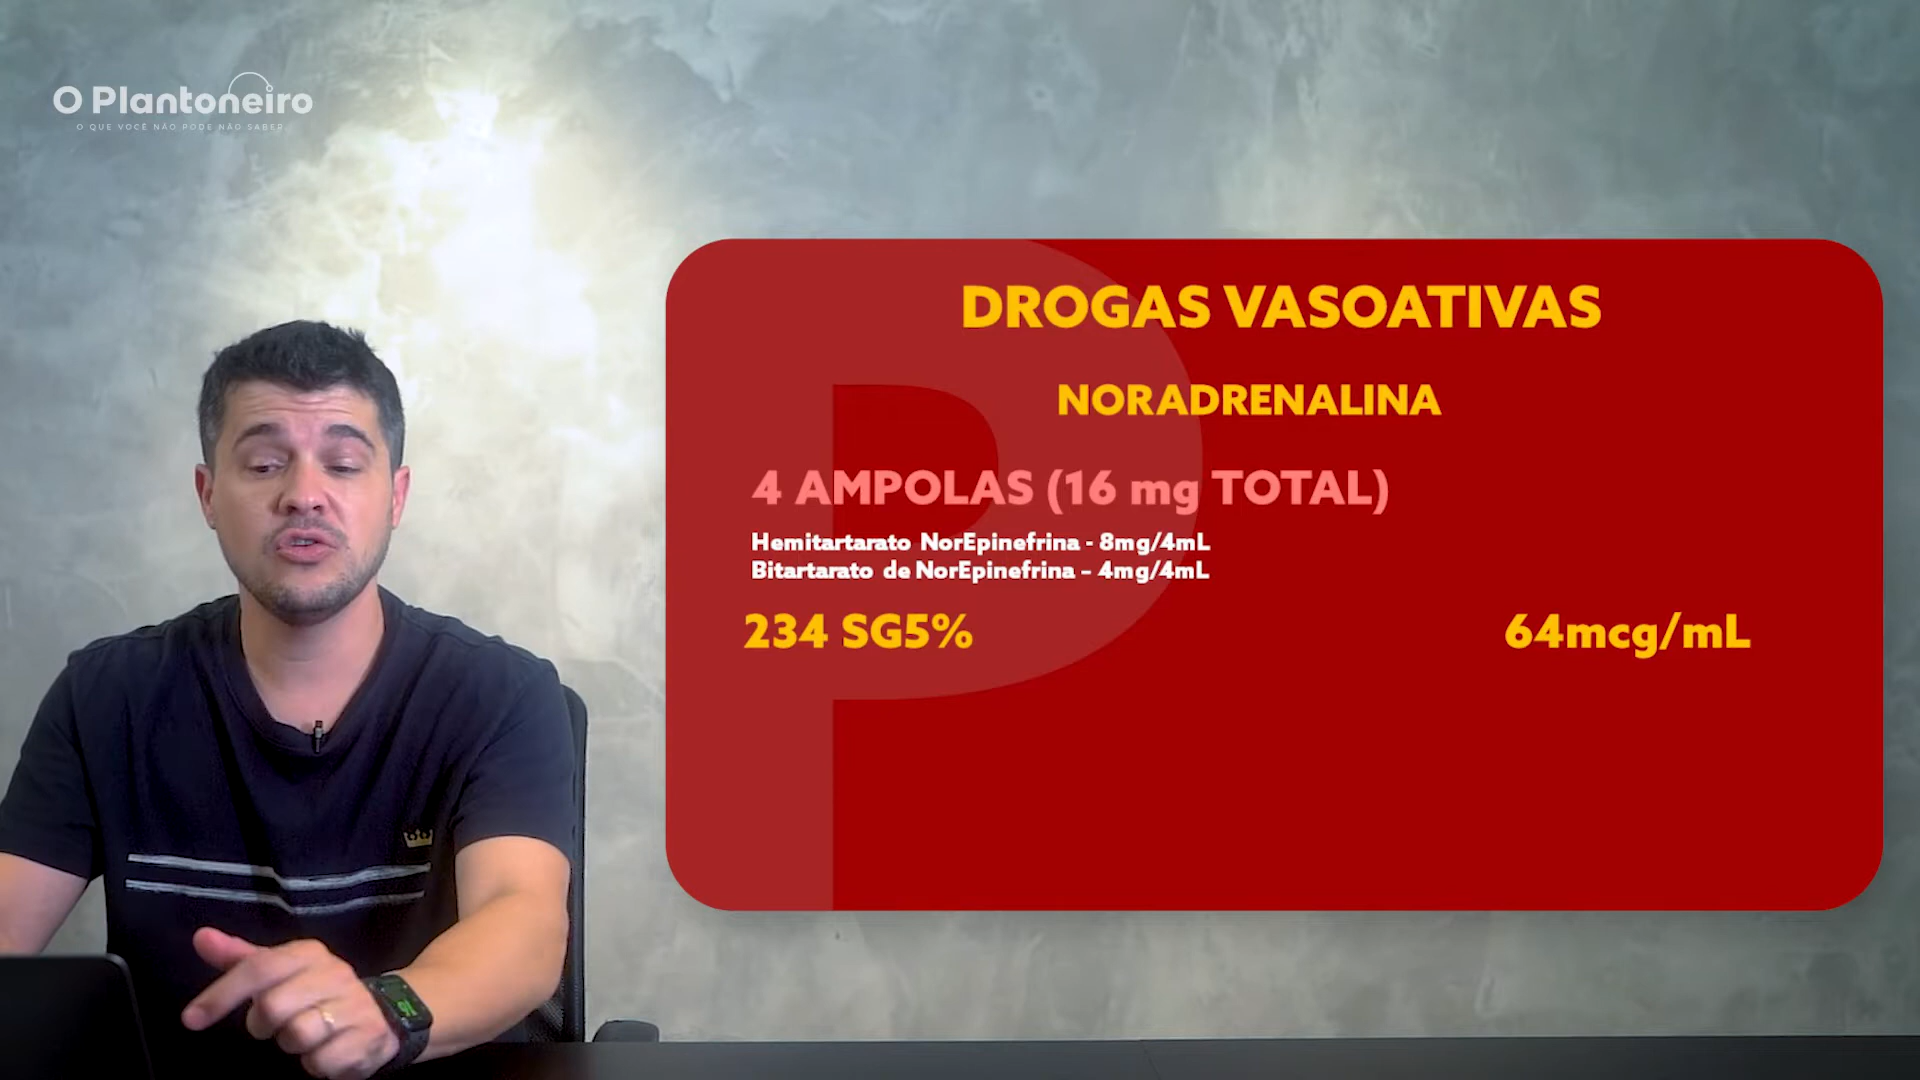 O Plantoneiro
O QUE VOCÊ NÃO PODE NÃO SABER.
DROGAS VASOATIVAS
NORADRENALINA
4 AMPOLAS (16 mg TOTAL)
Hemitartarato NorEpinefrina - 8mg/4mL
Bitartarato de NorEpinefrina – 4mg/4mL
234 SG5%
64mcg/mL